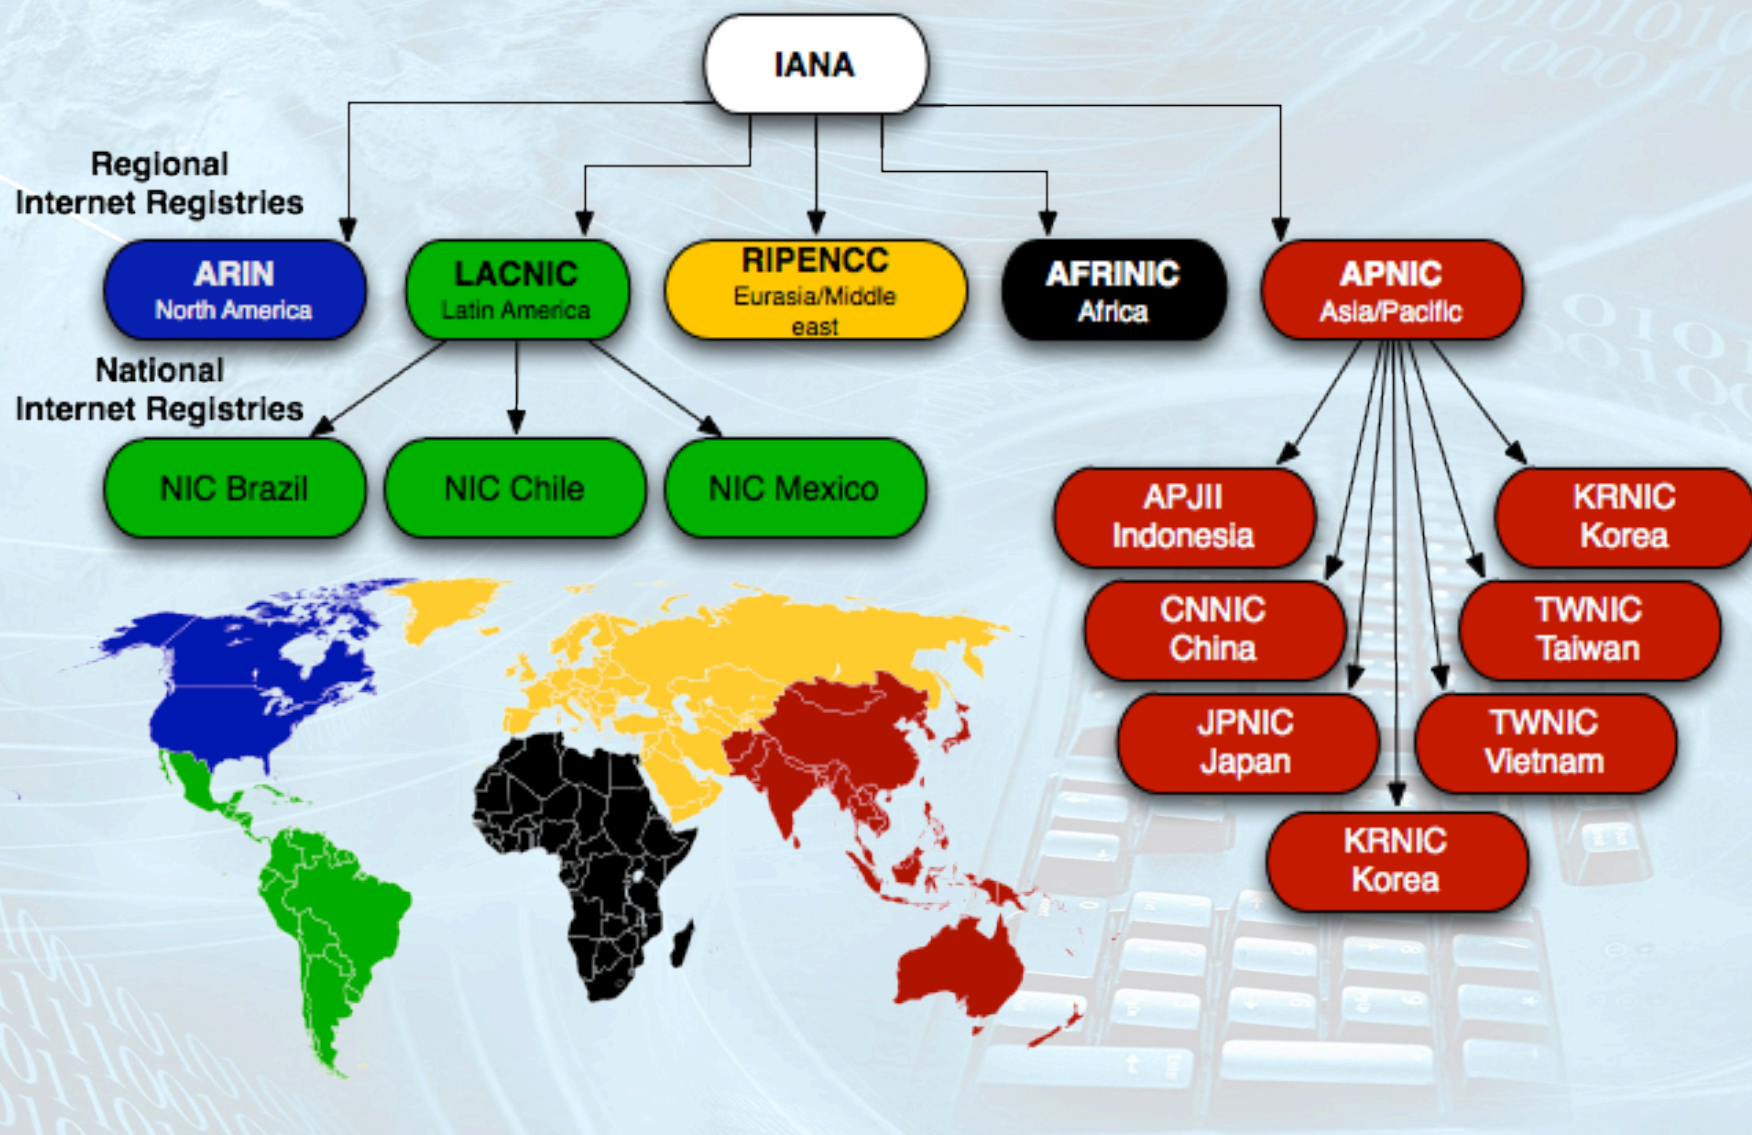 IANA
Regional
Internet Registries
ARIN
North America
LACNIC
Latin America
RIPENCC
Eurasia/Middle
east
AFRINIC
Africa
APNIC
Asia/Pacific
National
Internet Registries
NIC Brazil
NIC Chile
NIC Mexico
APJII
Indonesia
KRNIC
Korea
CNNIC
China
TWNIC
Taiwan
JPNIC
Japan
TWNIC
Vietnam
KRNIC
Korea